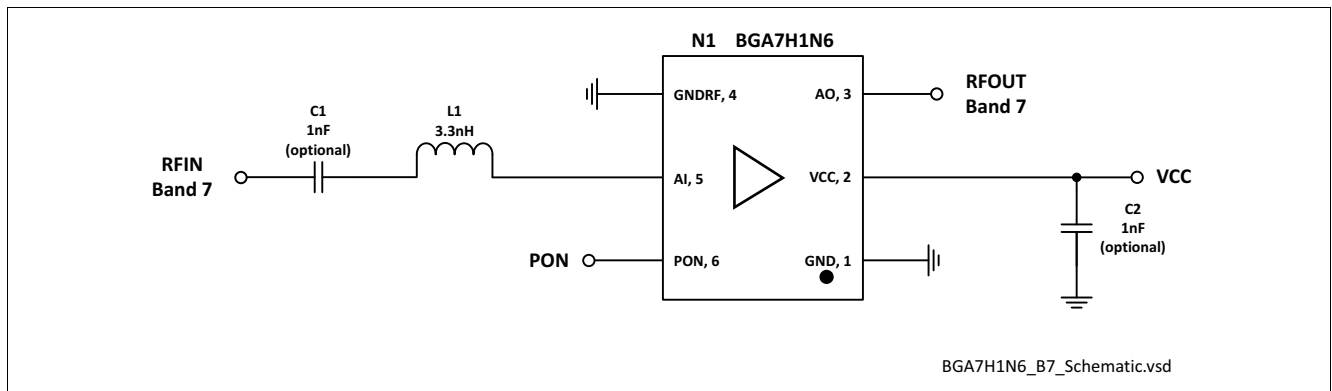 N1 BGA7H1N6
GNDRF, 4
AO, 3
RFOUT
Band 7
C1
1nF
(optional)
L1
3.3nH
RFIN
Band 7
AI, 5
VCC, 2
VCC
C2
1nF
(optional)
PON
PON, 6
GND, 1
BGA7H1N6_B7_Schematic.vsd